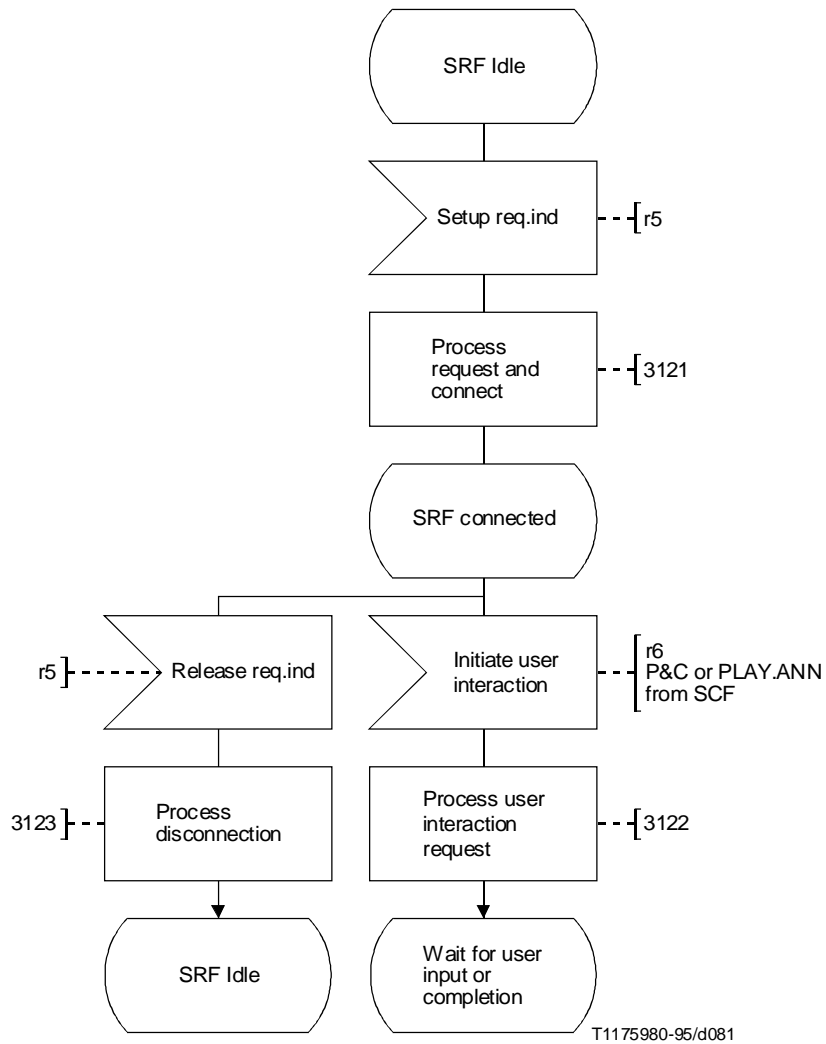 SRF Idle
Setup req.ind
r5
Process
request and
connect
3121
SRF connected
r5
Release req.ind
Initiate user
interaction
r6
P&C or PLAY.ANN
from SCF
3123
Process
disconnection
Process user
interaction
request
3122
SRF Idle
Wait for user
input or
completion
T1175980-95/d081